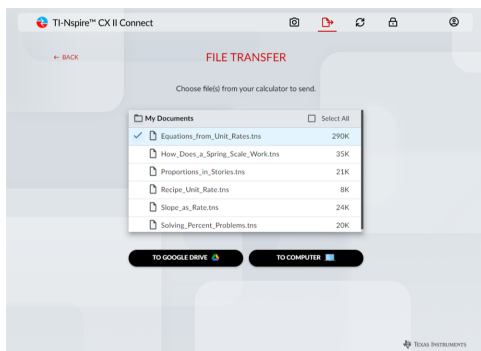 TI-Nspire™ CX II Connect
← BACK
FILE TRANSFER
Choose file(s) from your calculator to send.
My Documents Select All
Equations_from_Unit_Rates.tns 290K
How_Does_a_Spring_Scale_Work.tns 35K
Proportions_in_Stories.tns 21K
Recipe_Unit_Rate.tns 8K
Slope_as_Rate.tns 24K
Solving_Percent_Problems.tns 20K
TO GOOGLE DRIVE TO COMPUTER
TEXAS INSTRUMENTS